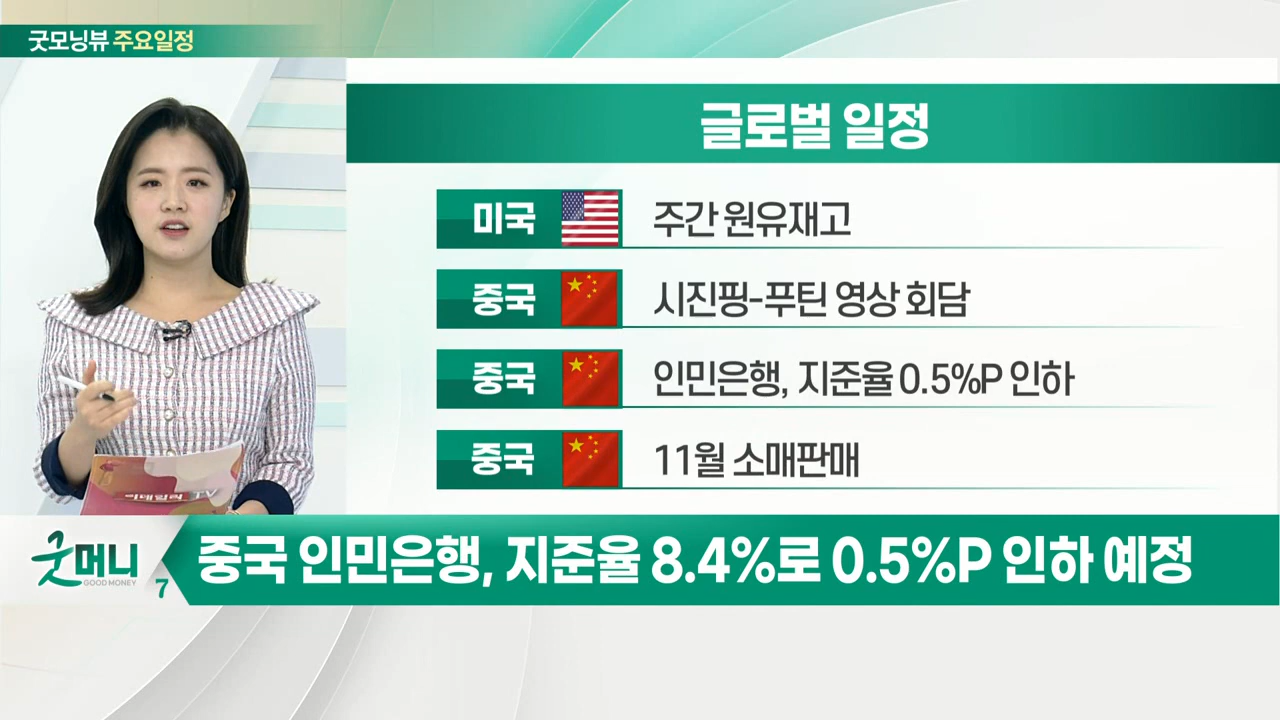 굿모닝뷰 주요일정
글로벌 일정
미국 주간 원유재고
중국 시진핑-푸틴 영상 회담
중국 인민은행, 지준율 0.5%P 인하
중국 11월 소매판매
굿머니
GOOD MONEY
7
중국 인민은행, 지준율 8.4%로 0.5%P 인하 예정